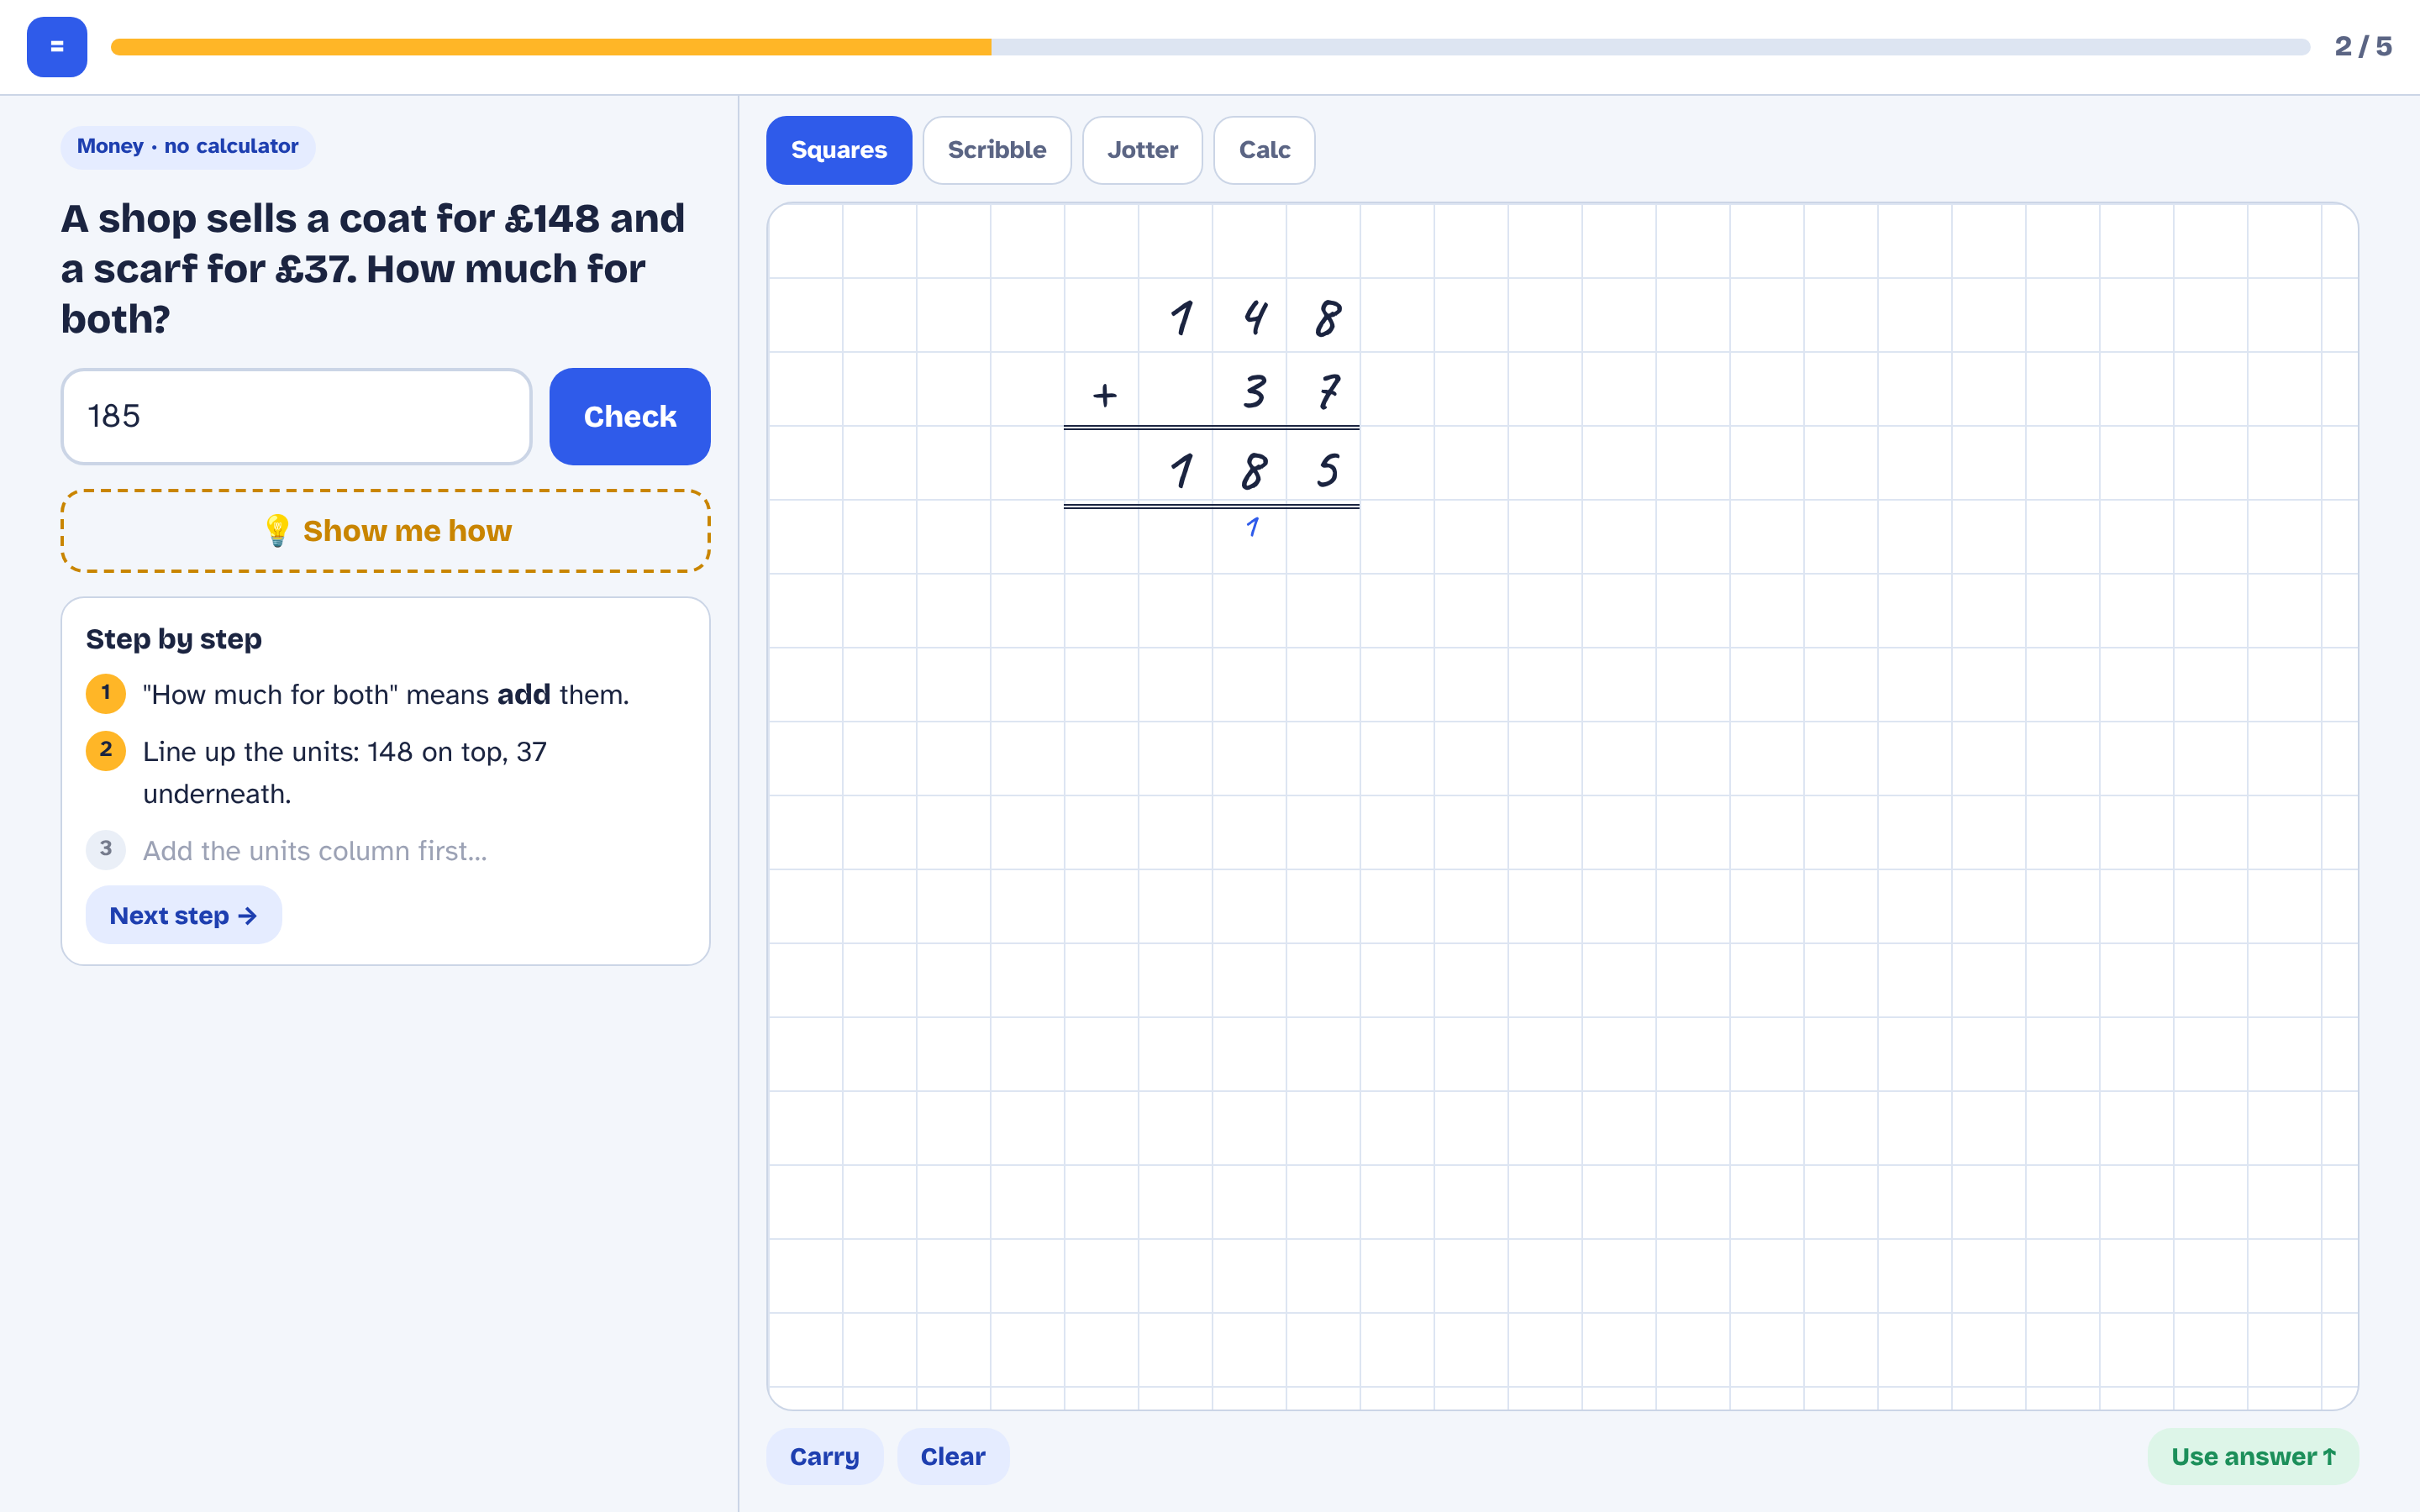 =
2 / 5
Money · no calculator
A shop sells a coat for £148 and
a scarf for £37. How much for
both?
185
Check
💡 Show me how
Step by step
1 "How much for both" means add them.
2 Line up the units: 148 on top, 37
underneath.
3 Add the units column first...
Next step →
Squares Scribble Jotter Calc
1 4 8
+ 3 7
1 8 5
1
Carry Clear
Use answer ↑